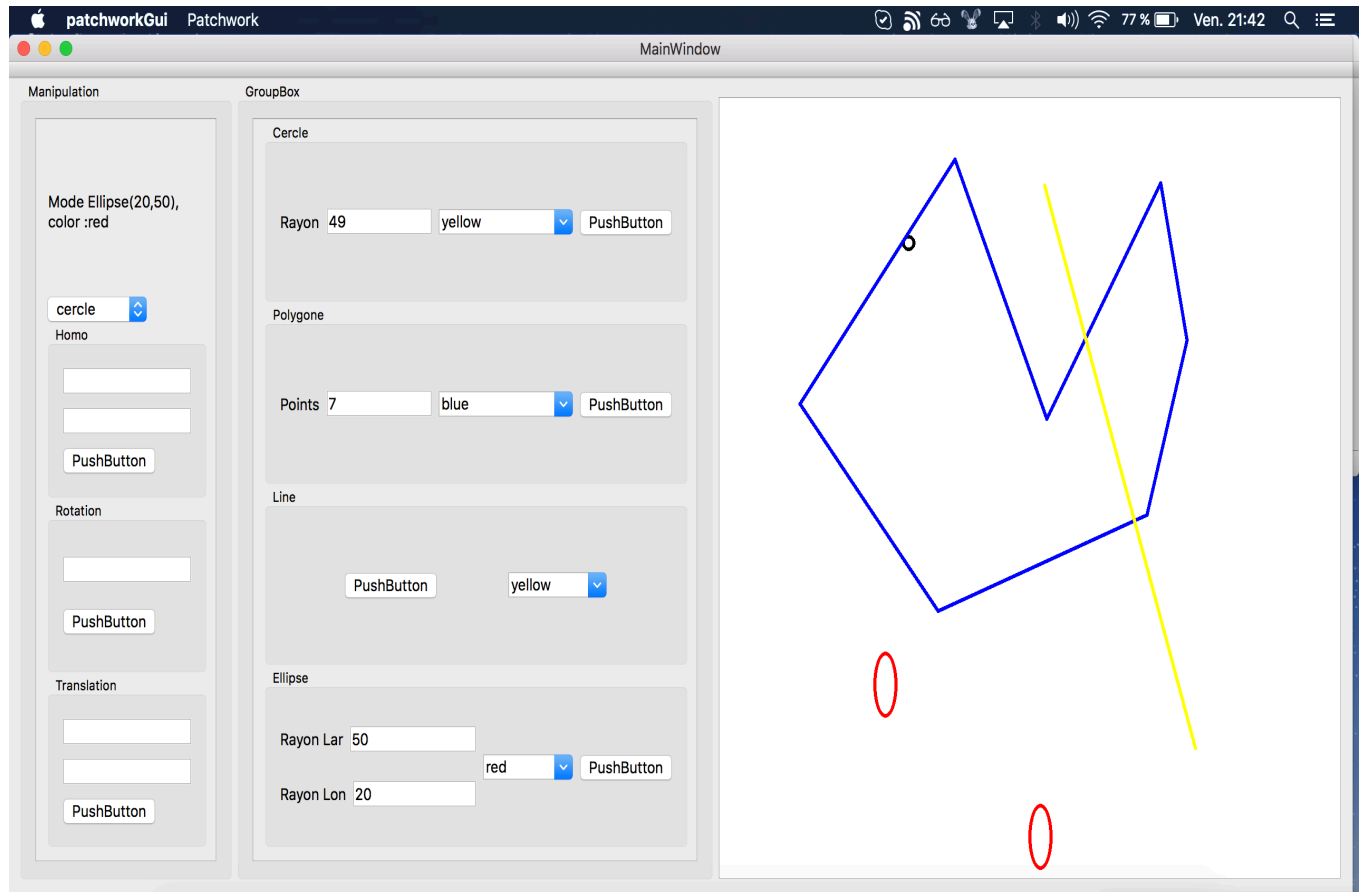 patchworkGui Patchwork 77 % Ven. 21:42
MainWindow
Manipulation
Mode Ellipse(20,50),
color :red
cercle
Homo
PushButton
Rotation
PushButton
Translation
PushButton
GroupBox
Cercle
Rayon 49 yellow PushButton
Polygone
Points 7 blue PushButton
Line
PushButton yellow
Ellipse
Rayon Lar 50
red PushButton
Rayon Lon 20